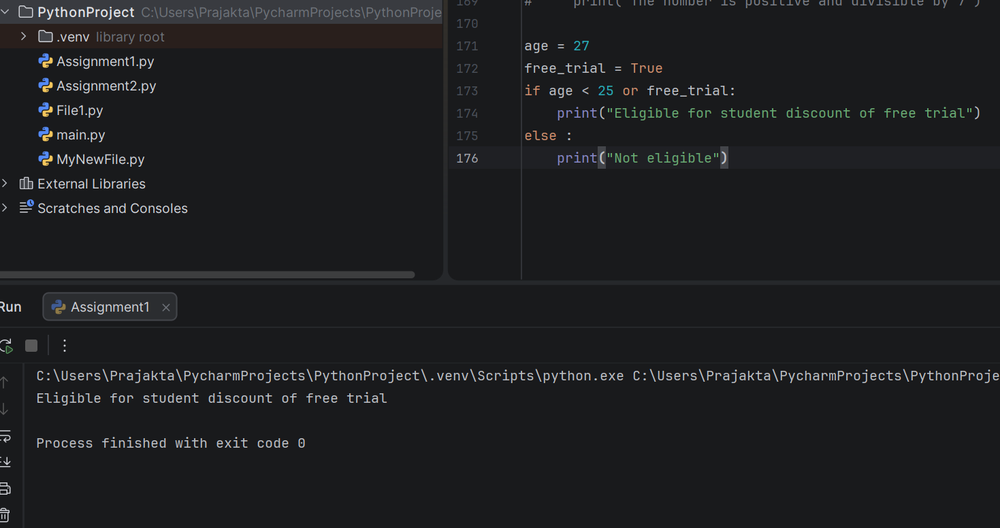 PythonProject C:\Users\Prajakta\PycharmProjects\PythonProje
.venv library root
Assignment1.py
Assignment2.py
File1.py
main.py
MyNewFile.py
External Libraries
Scratches and Consoles
169 # print("The number is positive and divisible by 7")
170
171 age = 27
172 free_trial = True
173 if age < 25 or free_trial:
174     print("Eligible for student discount of free trial")
175 else :
176     print("Not eligible")
Run Assignment1
C:\Users\Prajakta\PycharmProjects\PythonProject\.venv\Scripts\python.exe C:\Users\Prajakta\PycharmProjects\PythonProje
Eligible for student discount of free trial
Process finished with exit code 0